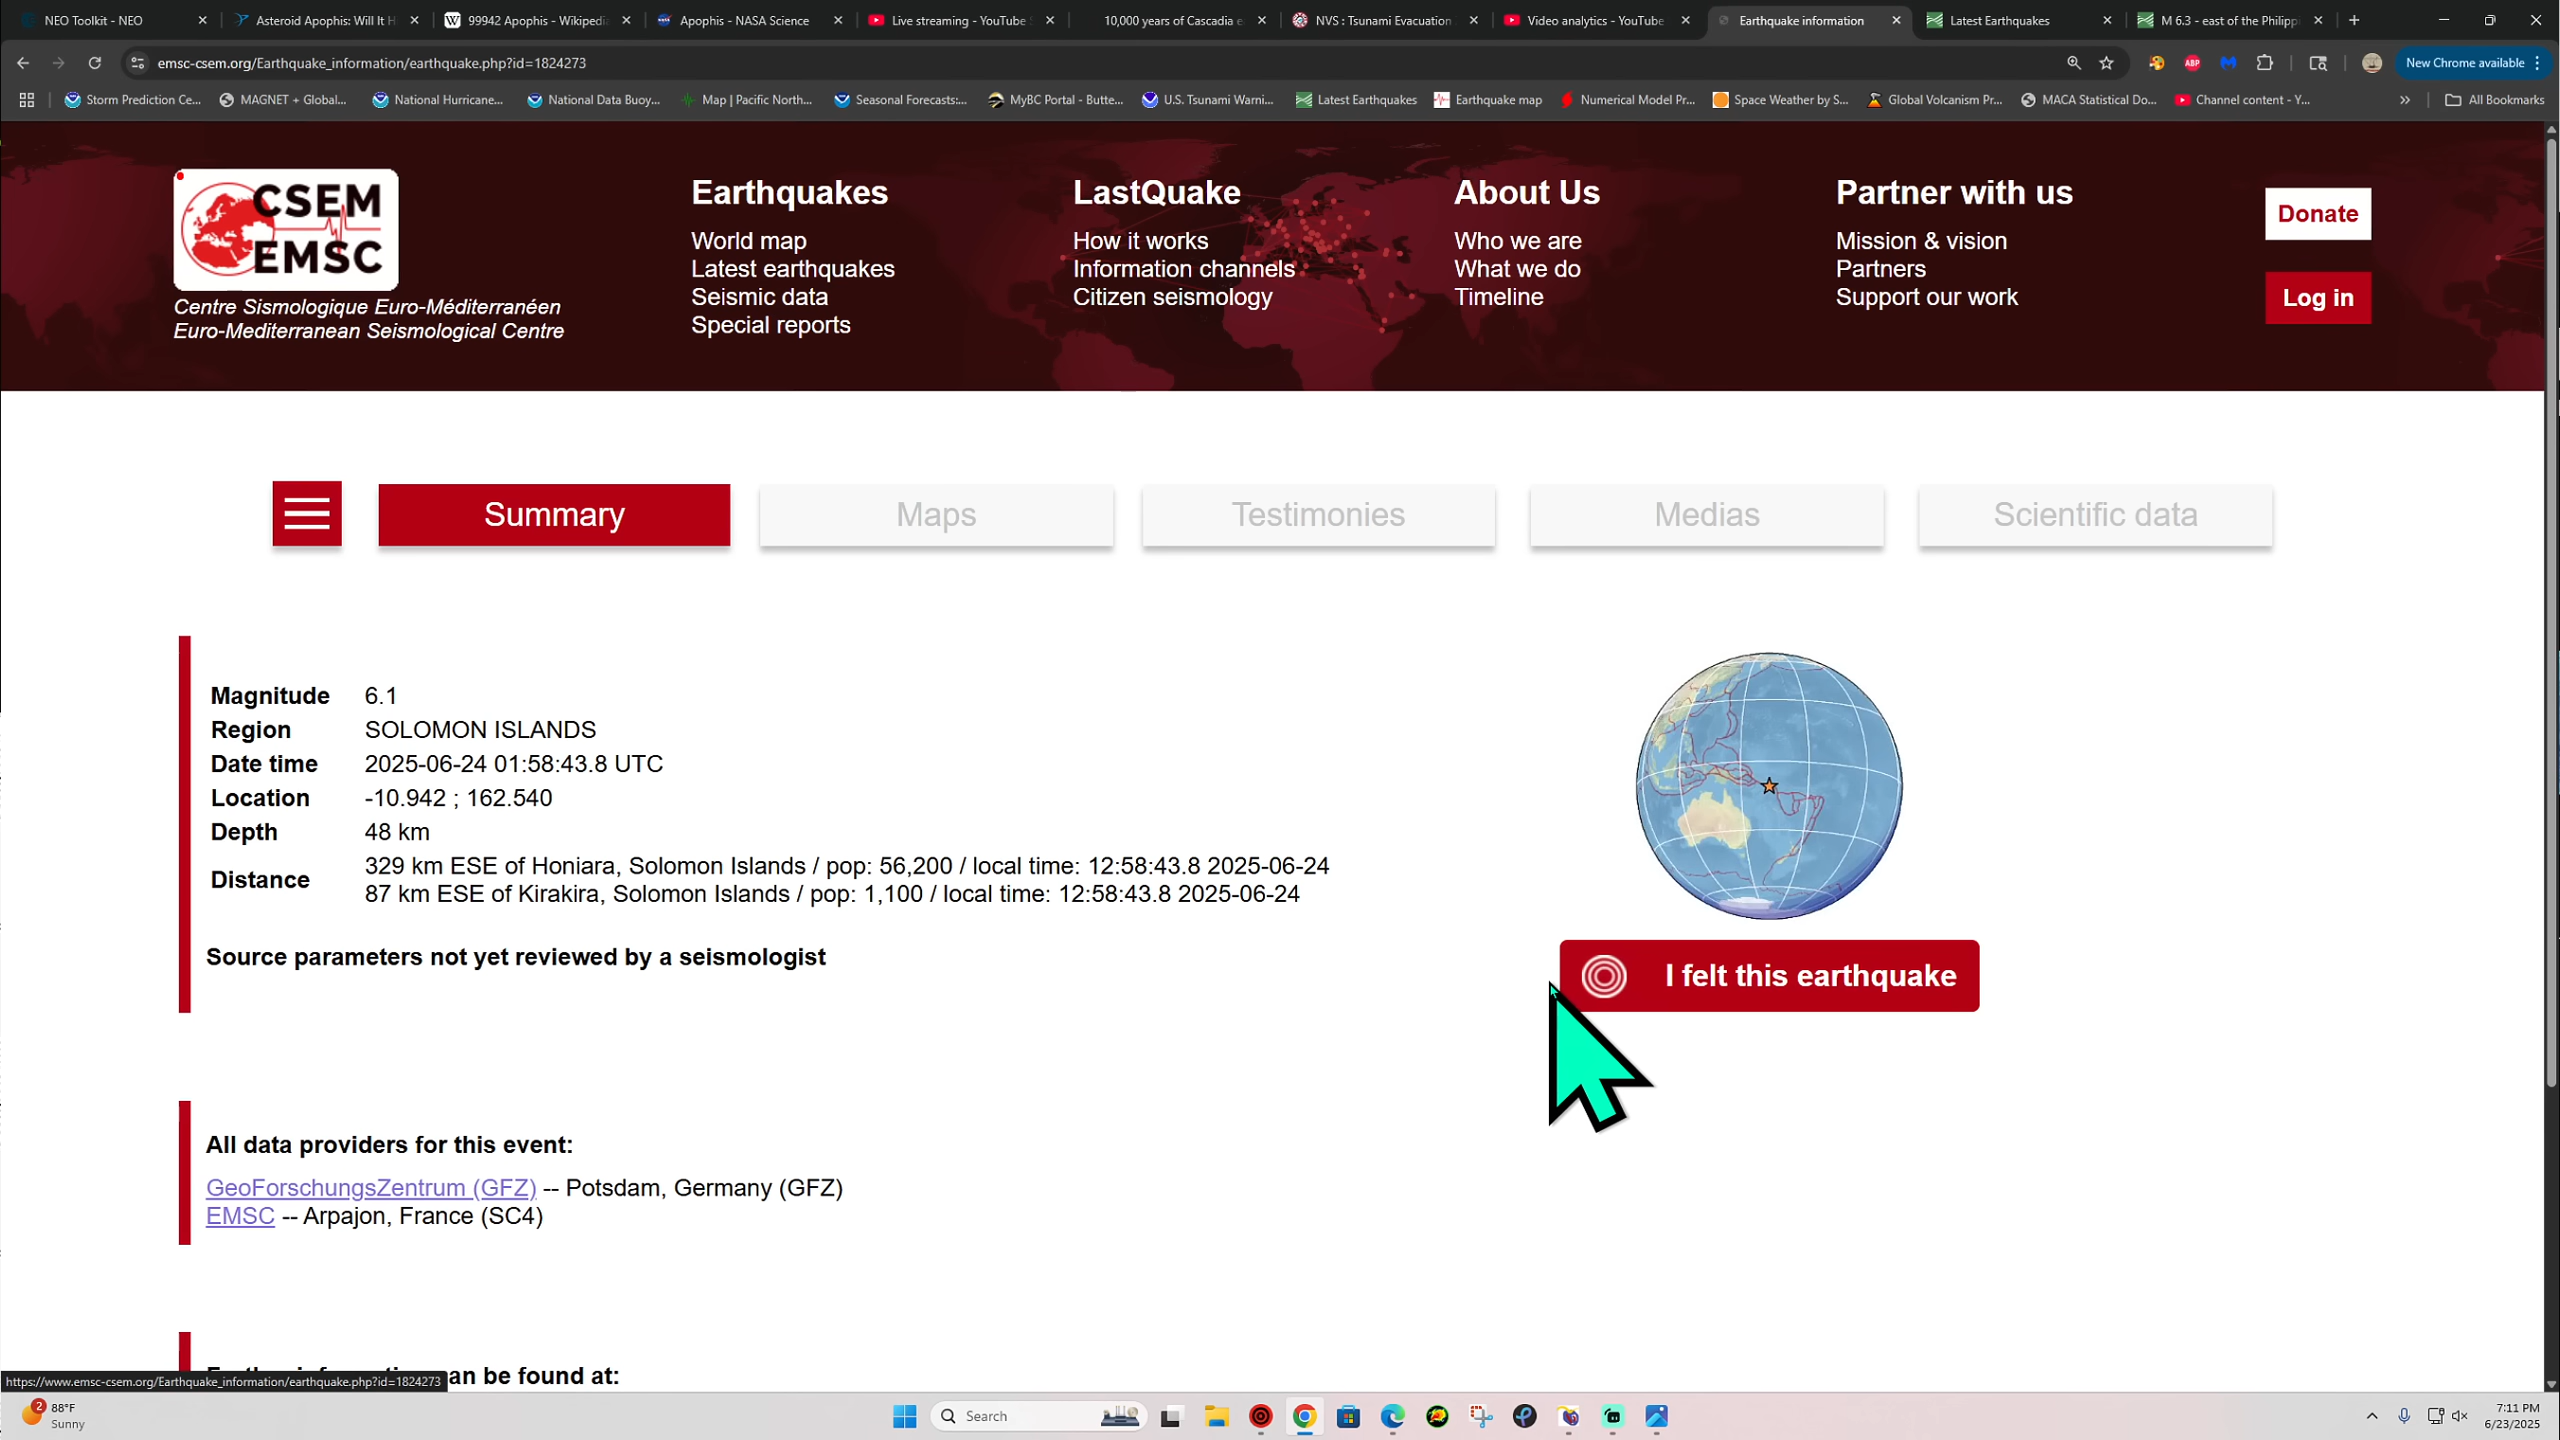 NEO Toolkit - NEO
Asteroid Apophis: Will It H
99942 Apophis - Wikipedi
Apophis - NASA Science
Live streaming - YouTube S
10,000 years of Cascadia e
NVS : Tsunami Evacuation
Video analytics - YouTube
Earthquake information
Latest Earthquakes
M 6.3 - east of the Philipp
emsc-csem.org/Earthquake_information/earthquake.php?id=1824273
ABP
New Chrome available
Storm Prediction Ce...
MAGNET + Global...
National Hurricane...
National Data Buoy...
Map | Pacific North...
Seasonal Forecasts:...
MyBC Portal - Butte...
U.S. Tsunami Warni...
Latest Earthquakes
Earthquake map
Numerical Model Pr...
Space Weather by S...
Global Volcanism Pr...
MACA Statistical Do...
Channel content - Y...
All Bookmarks
CSEM
EMSC
Centre Sismologique Euro-Méditerranéen
Euro-Mediterranean Seismological Centre
Earthquakes
World map
Latest earthquakes
Seismic data
Special reports
LastQuake
How it works
Information channels
Citizen seismology
About Us
Who we are
What we do
Timeline
Partner with us
Mission & vision
Partners
Support our work
Donate
Log in
Summary
Maps
Testimonies
Medias
Scientific data
Magnitude 6.1
Region SOLOMON ISLANDS
Date time 2025-06-24 01:58:43.8 UTC
Location -10.942 ; 162.540
Depth 48 km
Distance 329 km ESE of Honiara, Solomon Islands / pop: 56,200 / local time: 12:58:43.8 2025-06-24
87 km ESE of Kirakira, Solomon Islands / pop: 1,100 / local time: 12:58:43.8 2025-06-24
Source parameters not yet reviewed by a seismologist
I felt this earthquake
All data providers for this event:
GeoForschungsZentrum (GFZ) -- Potsdam, Germany (GFZ)
EMSC -- Arpajon, France (SC4)
an be found at:
https://www.emsc-csem.org/Earthquake_information/earthquake.php?id=1824273
2
88°F
Sunny
Search
7:11 PM
6/23/2025